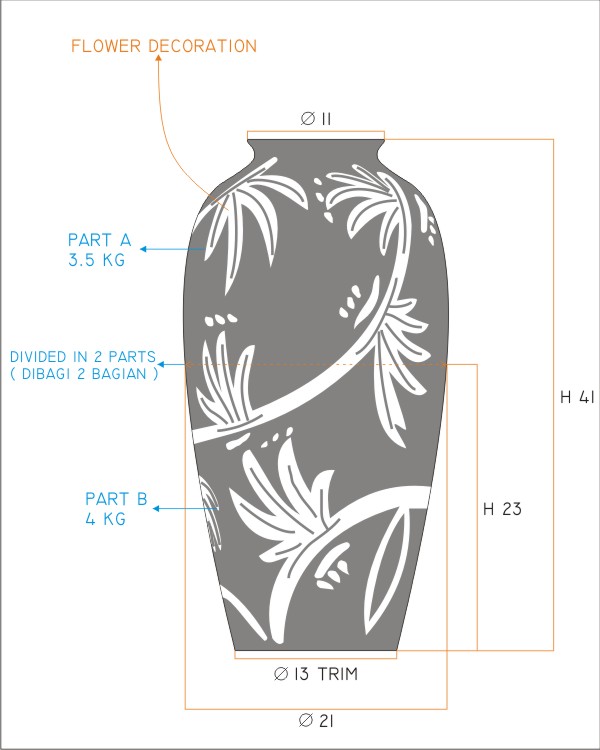 FLOWER DECORATION
Ø 11
PART A
3.5 KG
DIVIDED IN 2 PARTS
( DIBAGI 2 BAGIAN )
H 41
PART B
4 KG
H 23
Ø 13 TRIM
Ø 21